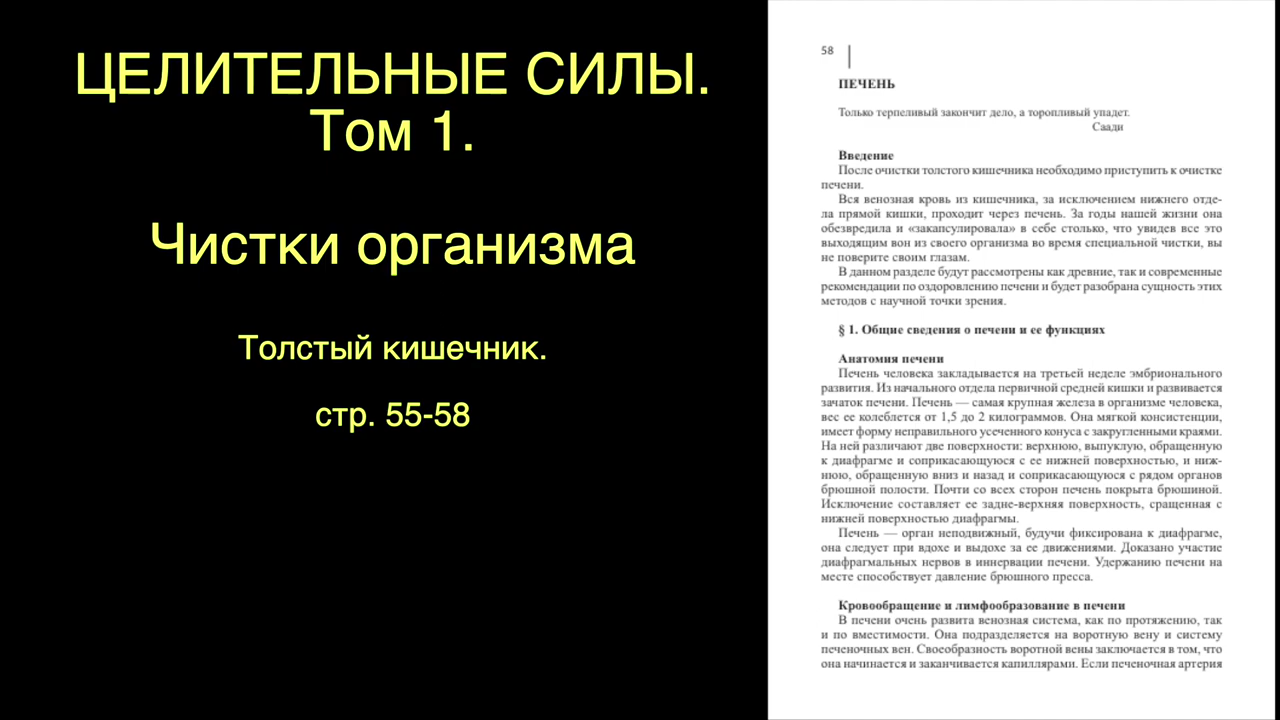 ЦЕЛИТЕЛЬНЫЕ СИЛЫ.
Том 1.
Чистки организма
Толстый кишечник.
стр. 55-58
58
ПЕЧЕНЬ
Только терпеливый закончит дело, а торопливый упадет.
Саади
Введение
После очистки толстого кишечника необходимо приступить к очистке
печени.
Вся венозная кровь из кишечника, за исключением нижнего отде-
ла прямой кишки, проходит через печень. За годы нашей жизни она
обезвредила и «закапсулировала» в себе столько, что увидев все это
выходящим вон из своего организма во время специальной чистки, вы
не поверите своим глазам.
В данном разделе будут рассмотрены как древние, так и современные
рекомендации по оздоровлению печени и будет разобрана сущность этих
методов с научной точки зрения.
§ 1. Общие сведения о печени и ее функциях
Анатомия печени
Печень человека закладывается на третьей неделе эмбрионального
развития. Из начального отдела первичной средней кишки и развивается
зачаток печени. Печень — самая крупная железа в организме человека,
вес ее колеблется от 1,5 до 2 килограммов. Она мягкой консистенции,
имеет форму неправильного усеченного конуса с закругленными краями.
На ней различают две поверхности: верхнюю, выпуклую, обращенную
к диафрагме и соприкасающуюся с ее нижней поверхностью, и ниж-
нюю, обращенную вниз и назад и соприкасающуюся с рядом органов
брюшной полости. Почти со всех сторон печень покрыта брюшиной.
Исключение составляет ее задне-верхняя поверхность, сращенная с
нижней поверхностью диафрагмы.
Печень — орган неподвижный, будучи фиксирована к диафрагме,
она следует при вдохе и выдохе за ее движениями. Доказано участие
диафрагмальных нервов в иннервации печени. Удержанию печени на
месте способствует давление брюшного пресса.
Кровообращение и лимфообразование в печени
В печени очень развита венозная система, как по протяжению, так
и по вместимости. Она подразделяется на воротную вену и систему
печеночных вен. Своеобразность воротной вены заключается в том, что
она начинается и заканчивается капиллярами. Если печеночная артерия